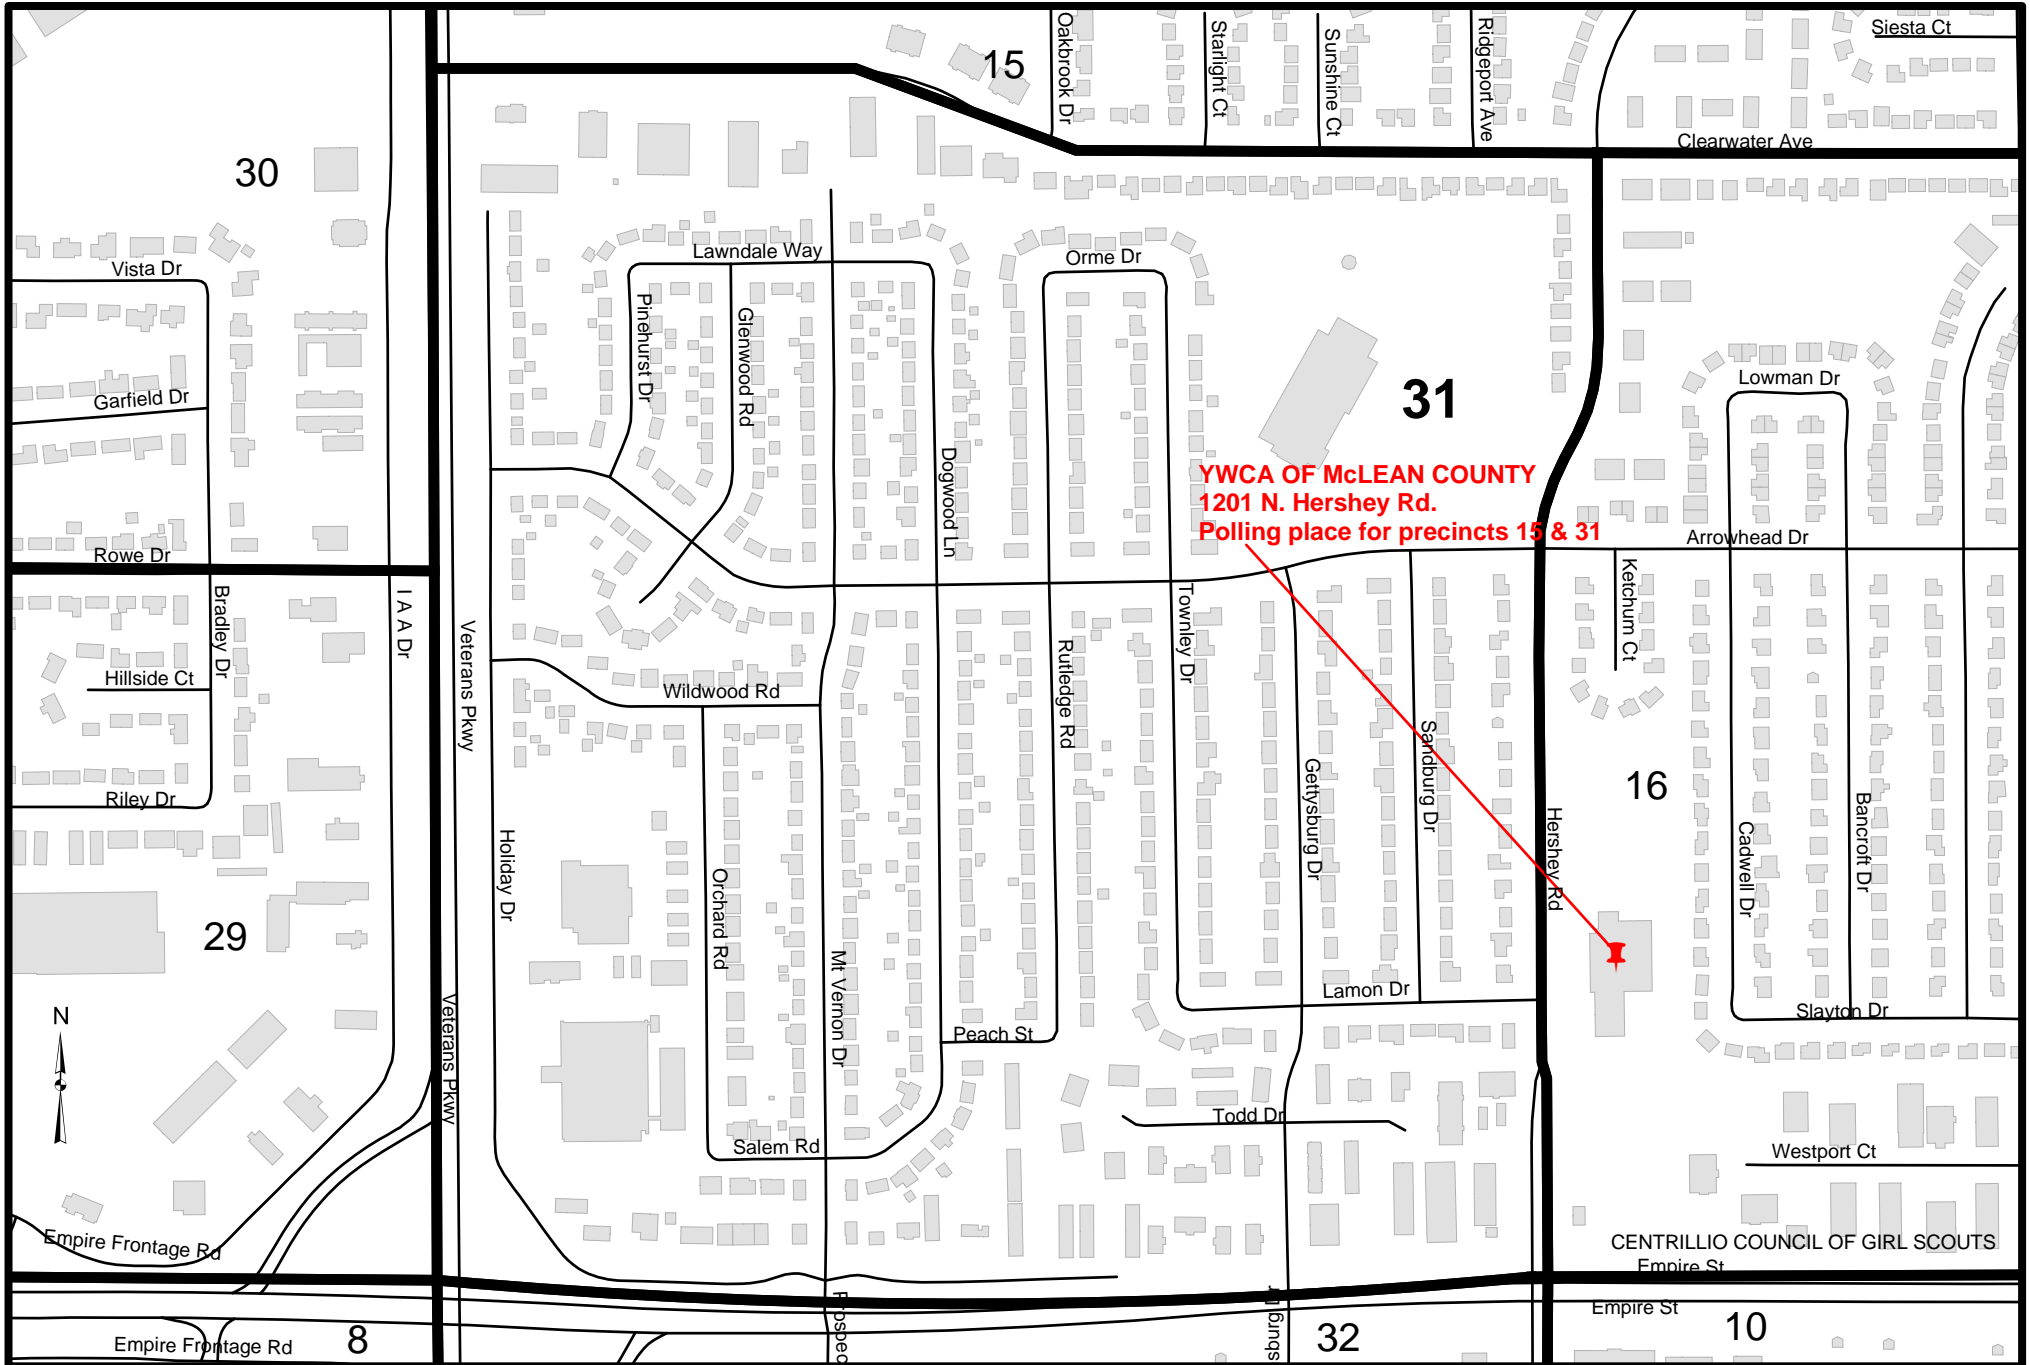 Siesta Ct
Oakbrook Dr
Starlight Ct
Sunshine Ct
Ridgeport Ave
15
Clearwater Ave
30
Vista Dr
Lawndale Way
Orme Dr
Pinehurst Dr
Glenwood Rd
Garfield Dr
Lowman Dr
31
Dogwood Ln
YWCA OF McLEAN COUNTY
1201 N. Hershey Rd.
Polling place for precincts 15 & 31
Arrowhead Dr
Rowe Dr
Bradley Dr
I A A Dr
Veterans Pkwy
Ketchum Ct
Townley Dr
Rutledge Rd
Hillside Ct
Wildwood Rd
Sandburg Dr
Gettysburg Dr
16
Riley Dr
Holiday Dr
Hershey Rd
Cadwell Dr
Bancroft Dr
Orchard Rd
29
Mt Vernon Dr
Lamon Dr
Slayton Dr
Veterans Pkwy
N
Peach St
Todd Dr
Salem Rd
Westport Ct
Empire Frontage Rd
CENTRILLIO COUNCIL OF GIRL SCOUTS
Empire St
Empire St
Prospec
sburg Dr
Empire Frontage Rd
8
32
10